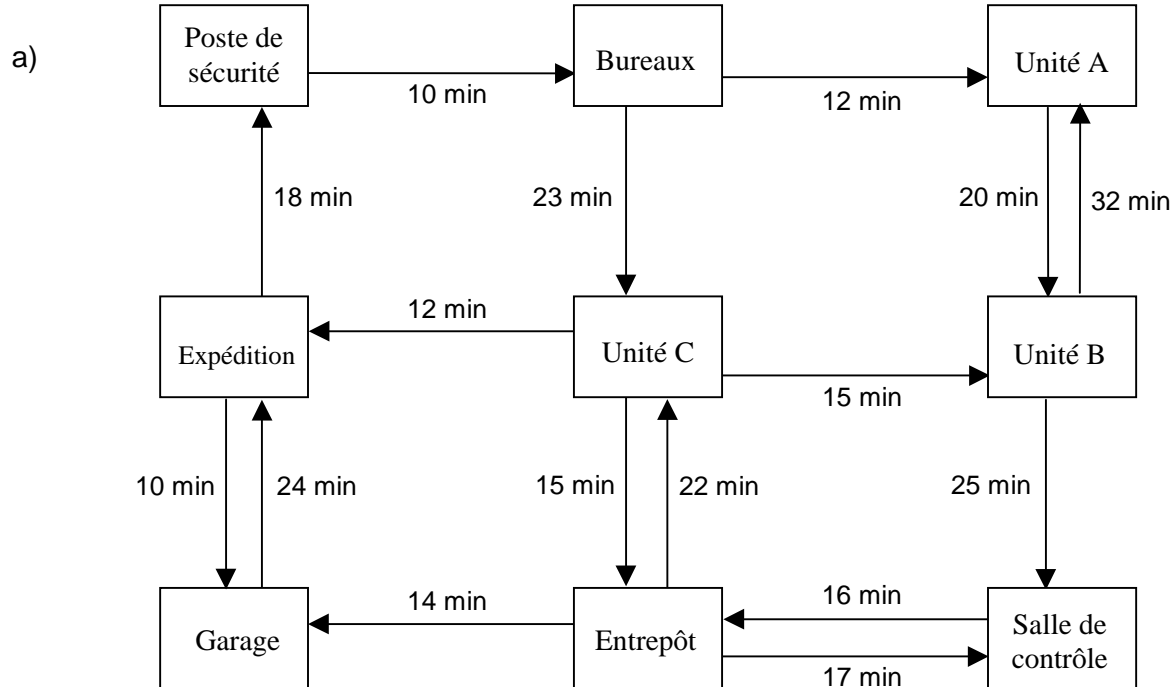 a)
Poste de
sécurité
Bureaux
Unité A
10 min
12 min
18 min
23 min
20 min
32 min
12 min
Expédition
Unité C
Unité B
15 min
10 min
24 min
15 min
22 min
25 min
14 min
16 min
Garage
Entrepôt
Salle de
contrôle
17 min